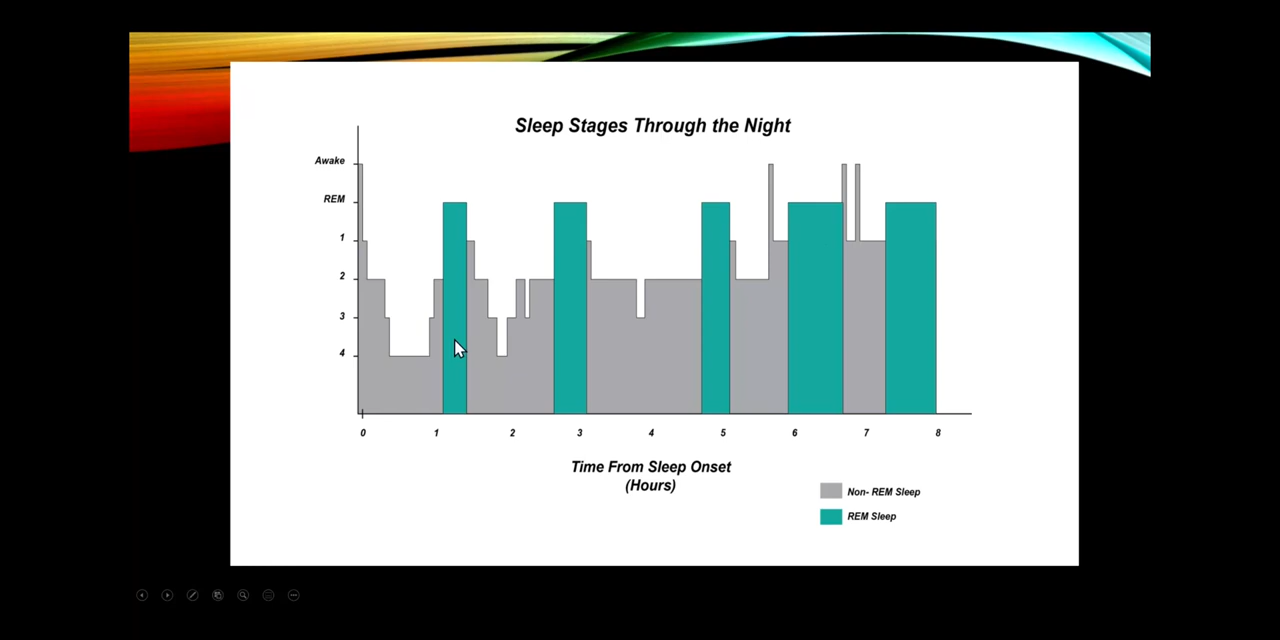 Sleep Stages Through the Night
Awake
REM
1
2
3
4
0 1 2 3 4 5 6 7 8
Time From Sleep Onset
(Hours)
Non- REM Sleep
REM Sleep